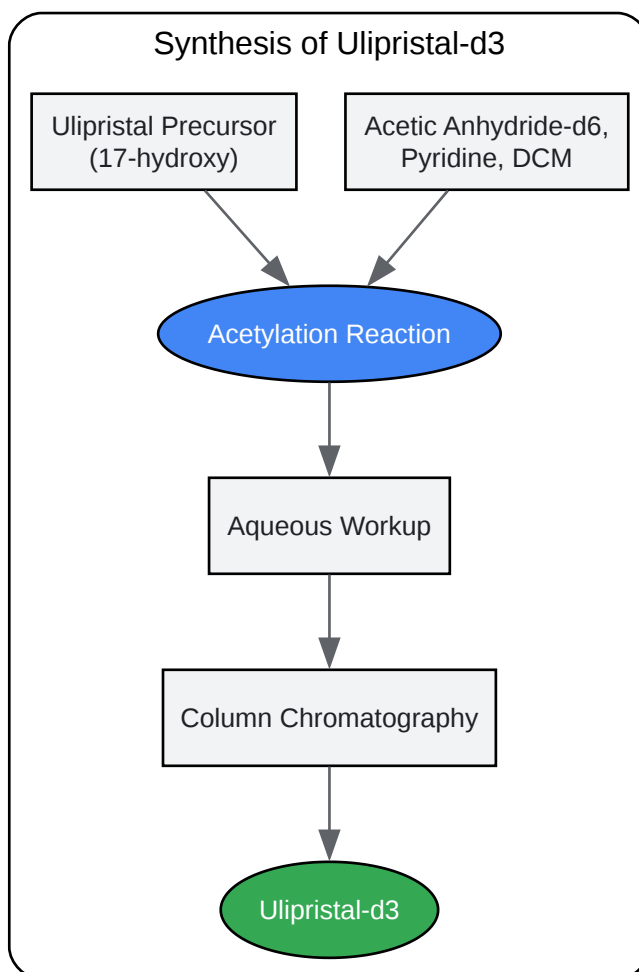 Synthesis of Ulipristal-d3
Ulipristal Precursor
(17-hydroxy)
Acetic Anhydride-d6,
Pyridine, DCM
Acetylation Reaction
Aqueous Workup
Column Chromatography
Ulipristal-d3